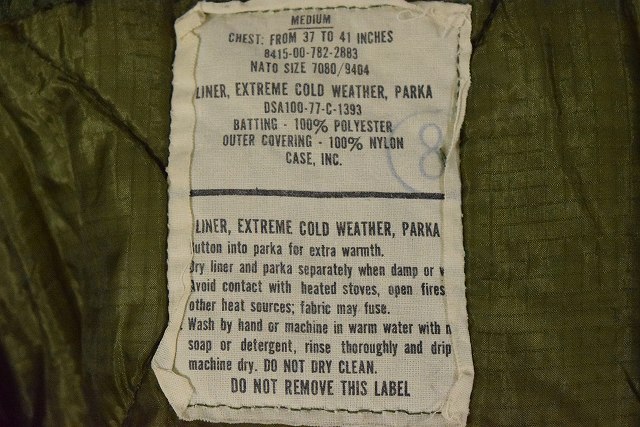 MEDIUM
CHEST: FROM 37 TO 41 INCHES
8415-00-782-2883
NATO SIZE 7080/9404
LINER, EXTREME COLD WEATHER, PARKA
DSA100-77-C-1393
BATTING - 100% POLYESTER
OUTER COVERING - 100% NYLON
CASE, INC.
8
LINER, EXTREME COLD WEATHER, PARKA
utton into parka for extra warmth.
ry liner and parka separately when damp or
Avoid contact with heated stoves, open fires
other heat sources; fabric may fuse.
Wash by hand or machine in warm water with
soap or detergent, rinse thoroughly and drip
machine dry. DO NOT DRY CLEAN.
DO NOT REMOVE THIS LABEL